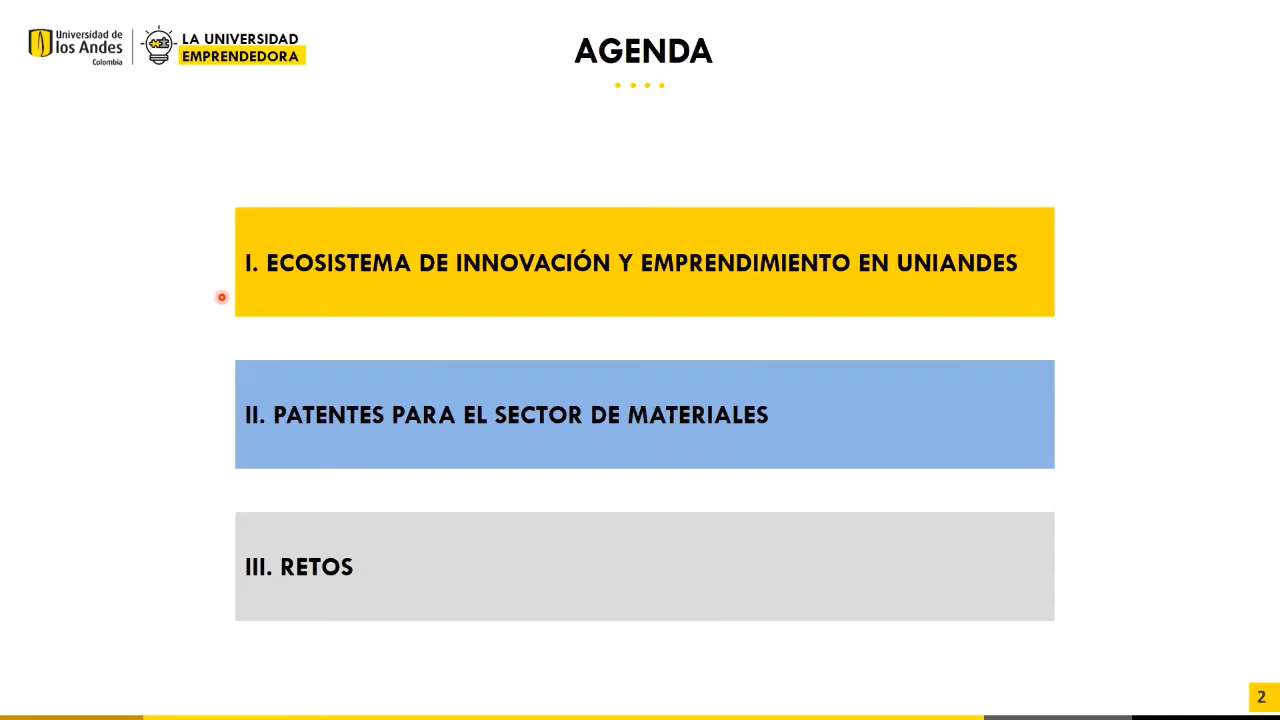 Universidad de
los Andes
Colombia
LA UNIVERSIDAD
EMPRENDEDORA
AGENDA
I. ECOSISTEMA DE INNOVACIÓN Y EMPRENDIMIENTO EN UNIANDES
II. PATENTES PARA EL SECTOR DE MATERIALES
III. RETOS
2